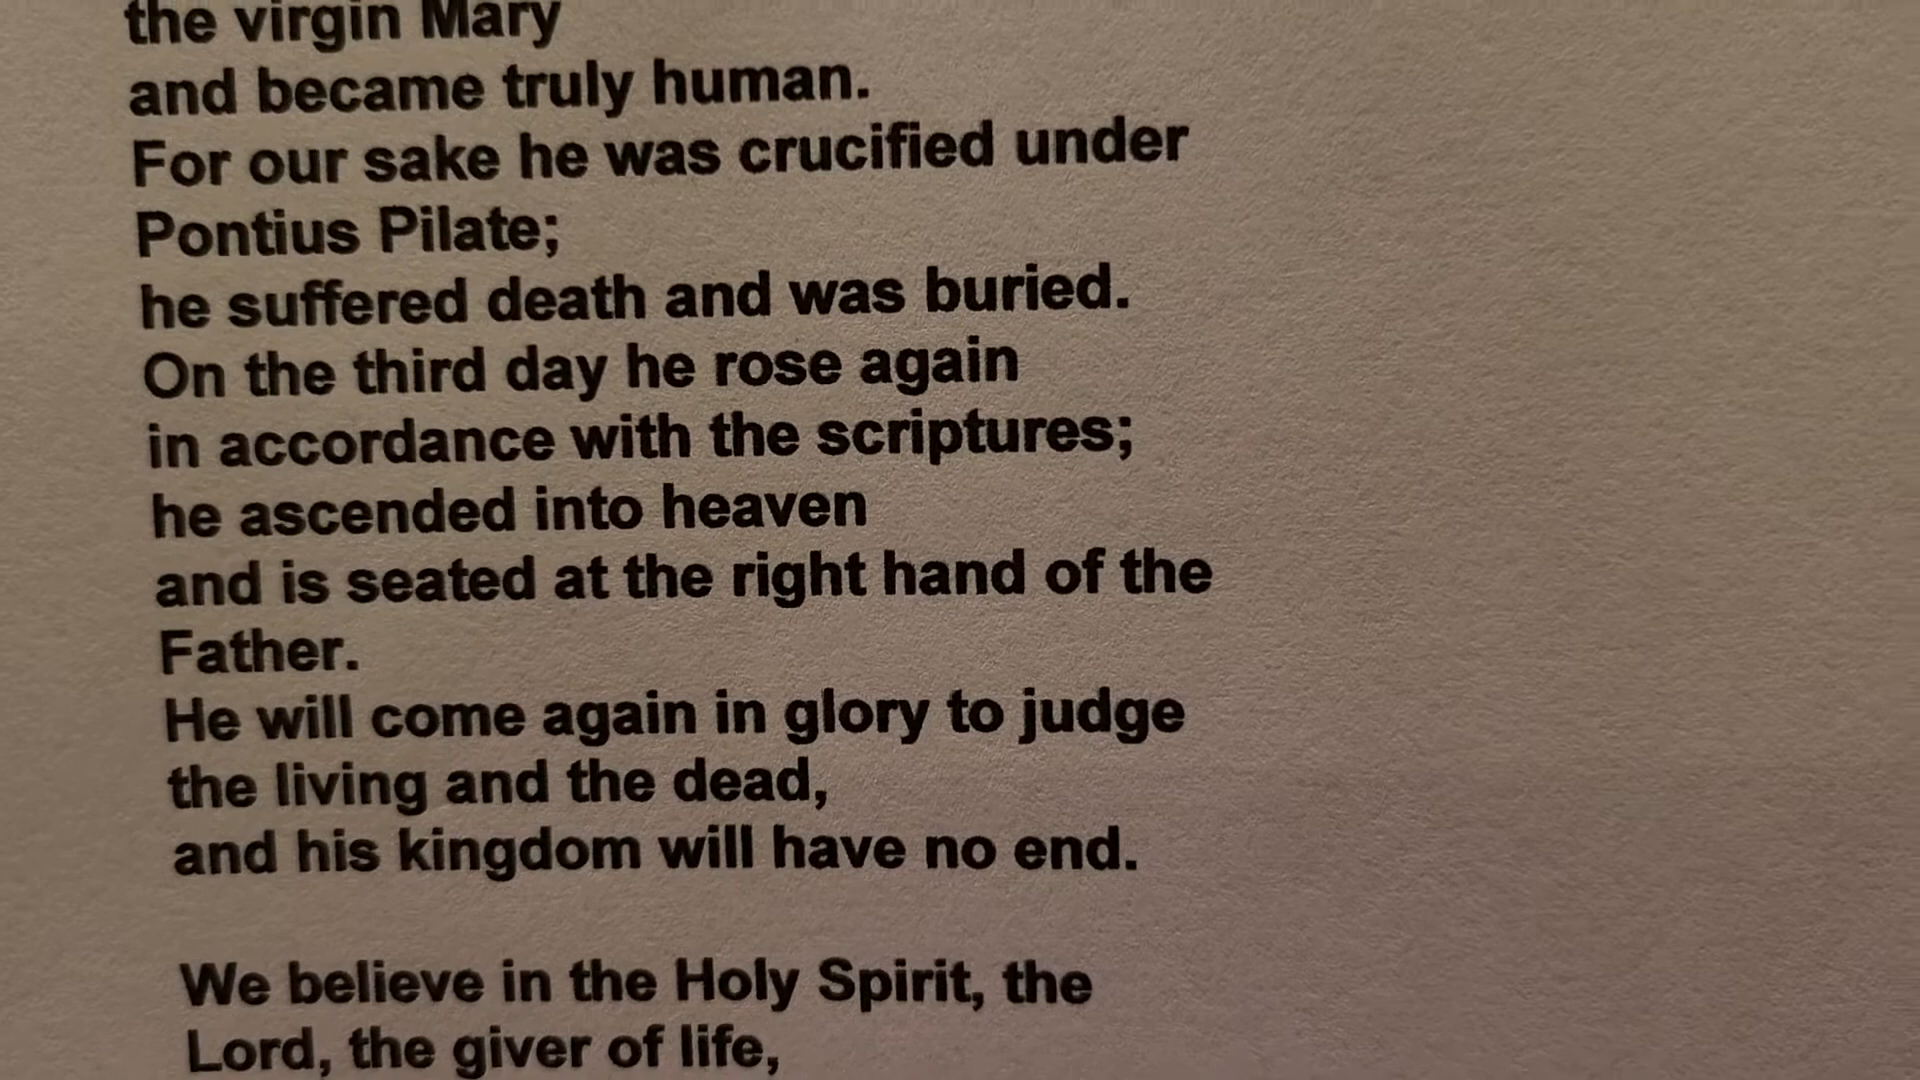 the virgin Mary
and became truly human.
For our sake he was crucified under
Pontius Pilate;
he suffered death and was buried.
On the third day he rose again
in accordance with the scriptures;
he ascended into heaven
and is seated at the right hand of the
Father.
He will come again in glory to judge
the living and the dead,
and his kingdom will have no end.
We believe in the Holy Spirit, the
Lord, the giver of life,